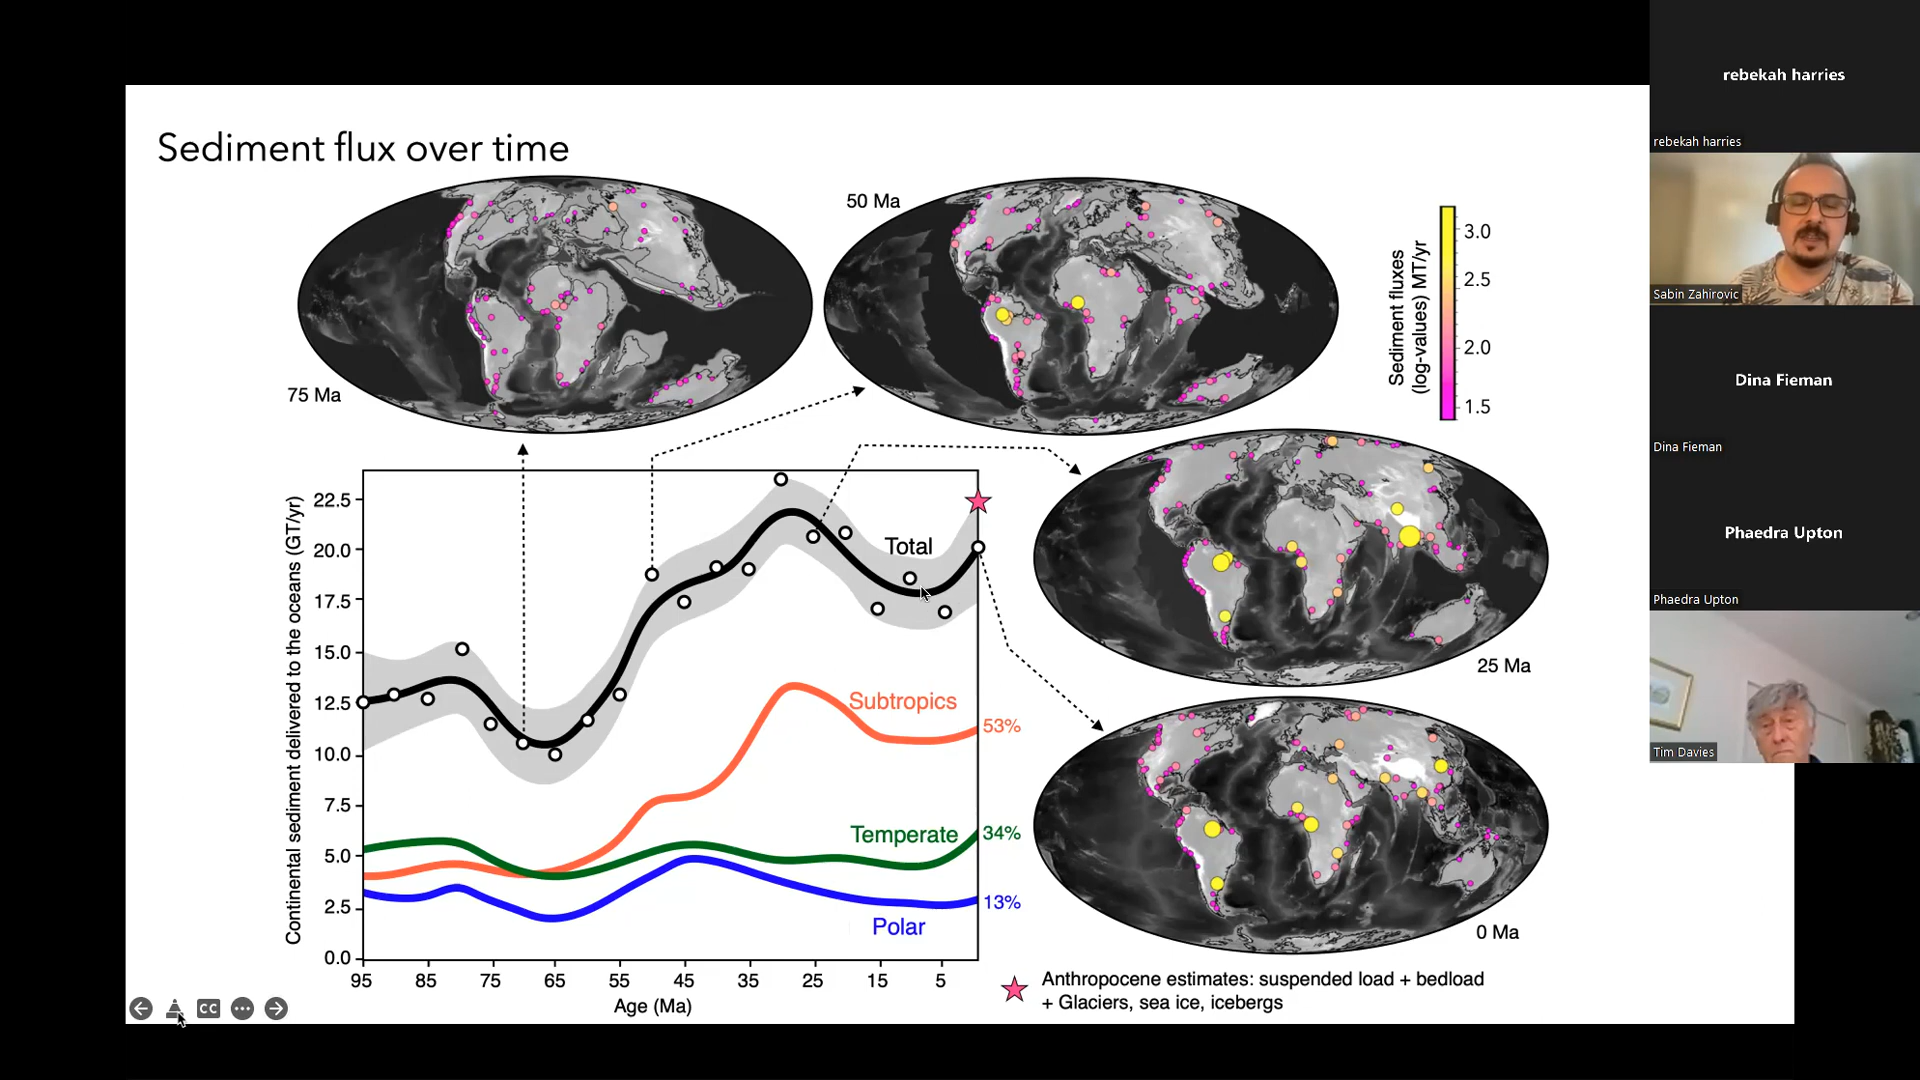 Sediment flux over time
75 Ma
50 Ma
Sediment fluxes
(log-values) MT/yr
3.0
2.5
2.0
1.5
25 Ma
0 Ma
Continental sediment delivered to the oceans (GT/yr)
22.5
20.0
17.5
15.0
12.5
10.0
7.5
5.0
2.5
0.0
95
85
75
65
55
45
35
25
15
5
Age (Ma)
Total
Subtropics
53%
Temperate
34%
Polar
13%
Anthropocene estimates: suspended load + bedload
+ Glaciers, sea ice, icebergs
CC
rebekah harries
rebekah harries
Sabin Zahirovic
Dina Fieman
Dina Fieman
Phaedra Upton
Phaedra Upton
Tim Davies